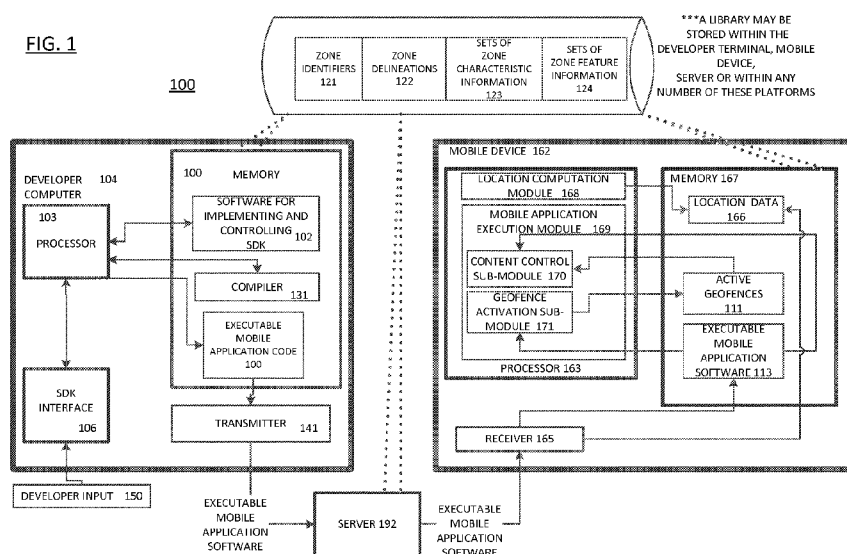 FIG. 1
100
ZONE
IDENTIFIERS
121
ZONE
DELINEATIONS
122
SETS OF
ZONE
CHARACTERISTIC
INFORMATION
123
SETS OF
ZONE FEATURE
INFORMATION
124
***A LIBRARY MAY BE
STORED WITHIN THE
DEVELOPER TERMINAL, MOBILE
DEVICE,
SERVER OR WITHIN ANY
NUMBER OF THESE PLATFORMS
DEVELOPER 104
COMPUTER
103
PROCESSOR
SDK
INTERFACE
106
DEVELOPER INPUT 150
100 MEMORY
SOFTWARE FOR
IMPLEMENTING AND
CONTROLLING
SDK 102
COMPILER
131
EXECUTABLE
MOBILE
APPLICATION CODE
100
TRANSMITTER 141
EXECUTABLE
MOBILE
APPLICATION
SOFTWARE
SERVER 192
EXECUTABLE
MOBILE
APPLICATION
SOFTWARE
MOBILE DEVICE 162
LOCATION COMPUTATION
MODULE 168
MOBILE APPLICATION
EXECUTION MODULE 169
CONTENT CONTROL
SUB-MODULE 170
GEOFENCE
ACTIVATION SUB-
MODULE 171
PROCESSOR 163
RECEIVER 165
MEMORY 167
LOCATION DATA
166
ACTIVE
GEOFENCES
111
EXECUTABLE
MOBILE
APPLICATION
SOFTWARE 113